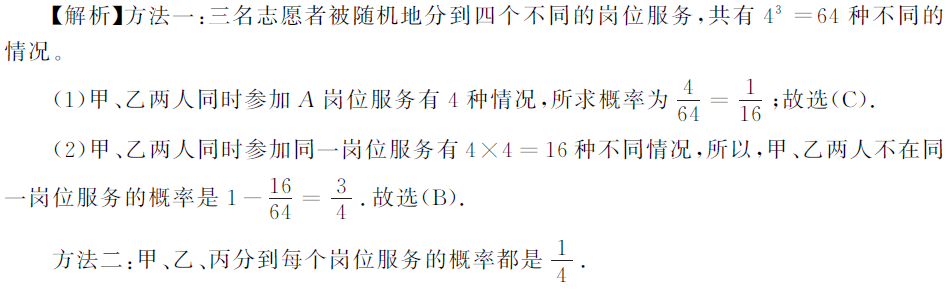 【解析】方法一:三名志愿者被随机地分到四个不同的岗位服务,共有 4³ =64 种不同的
情况。
(1)甲、乙两人同时参加 A 岗位服务有 4 种情况,所求概率为 4/64 = 1/16 ;故选(C).
(2)甲、乙两人同时参加同一岗位服务有 4×4 = 16 种不同情况,所以,甲、乙两人不在同
一岗位服务的概率是 1 − 16/64 = 3/4 . 故选(B).
方法二:甲、乙、丙分到每个岗位服务的概率都是 1/4 .